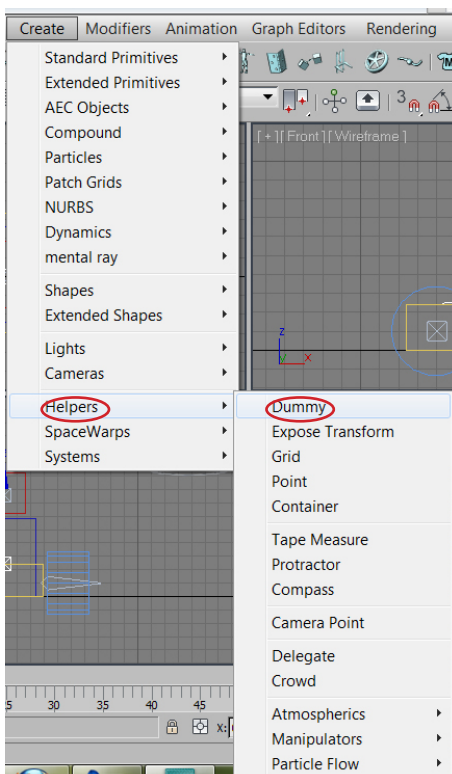 Create Modifiers Animation Graph Editors Rendering
Standard Primitives
Extended Primitives
AEC Objects
Compound
Particles
Patch Grids
NURBS
Dynamics
mental ray
Shapes
Extended Shapes
Lights
Cameras
Helpers
SpaceWarps
Systems
3
[ + ] [ Front ] [ Wireframe ]
z
y x
Dummy
Expose Transform
Grid
Point
Container
Tape Measure
Protractor
Compass
Camera Point
Delegate
Crowd
Atmospherics
Manipulators
Particle Flow
30 35 40 45
X: